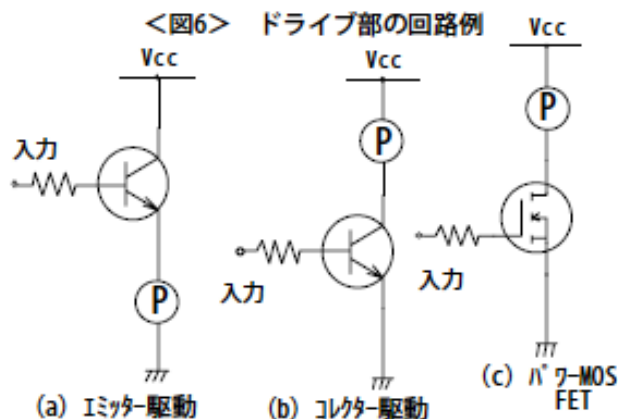 <図6>　ドライブ部の回路例
Vcc
Vcc
Vcc
P
P
P
入力
入力
入力
(a) エミッター駆動
(b) コレクター駆動
(c) パワーMOS
FET